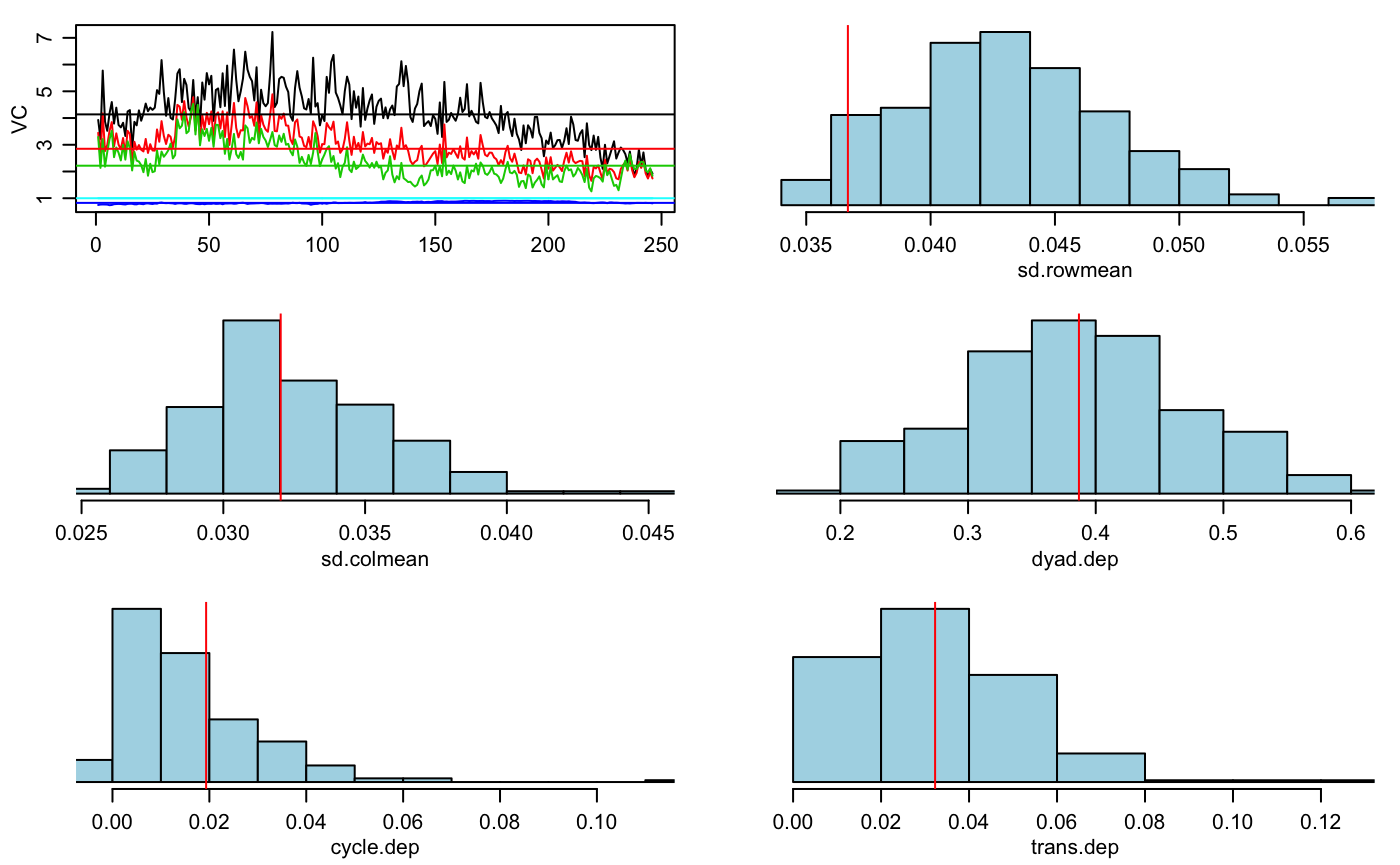 VC
7
5
3
1
0 50 100 150 200 250
0.035 0.040 0.045 0.050 0.055
sd.rowmean
0.025 0.030 0.035 0.040 0.045
sd.colmean
0.2 0.3 0.4 0.5 0.6
dyad.dep
0.00 0.02 0.04 0.06 0.08 0.10
cycle.dep
0.00 0.02 0.04 0.06 0.08 0.10 0.12
trans.dep